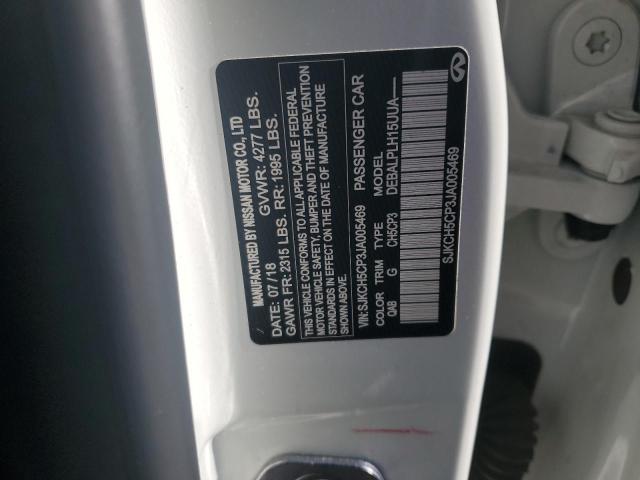 MANUFACTURED BY NISSAN MOTOR CO., LTD
DATE: 07/18 GVWR: 4277 LBS.
GAWR FR: 2315 LBS. RR: 1995 LBS.
THIS VEHICLE CONFORMS TO ALL APPLICABLE FEDERAL
MOTOR VEHICLE SAFETY, BUMPER AND THEFT PREVENTION
STANDARDS IN EFFECT ON THE DATE OF MANUFACTURE
SHOWN ABOVE.
VIN:SJKCH5CP3JA005469 PASSENGER CAR
COLOR TRIM TYPE MODEL
QAB G CH5CP3 DEBALPLH15UUA——
SJKCH5CP3JA005469